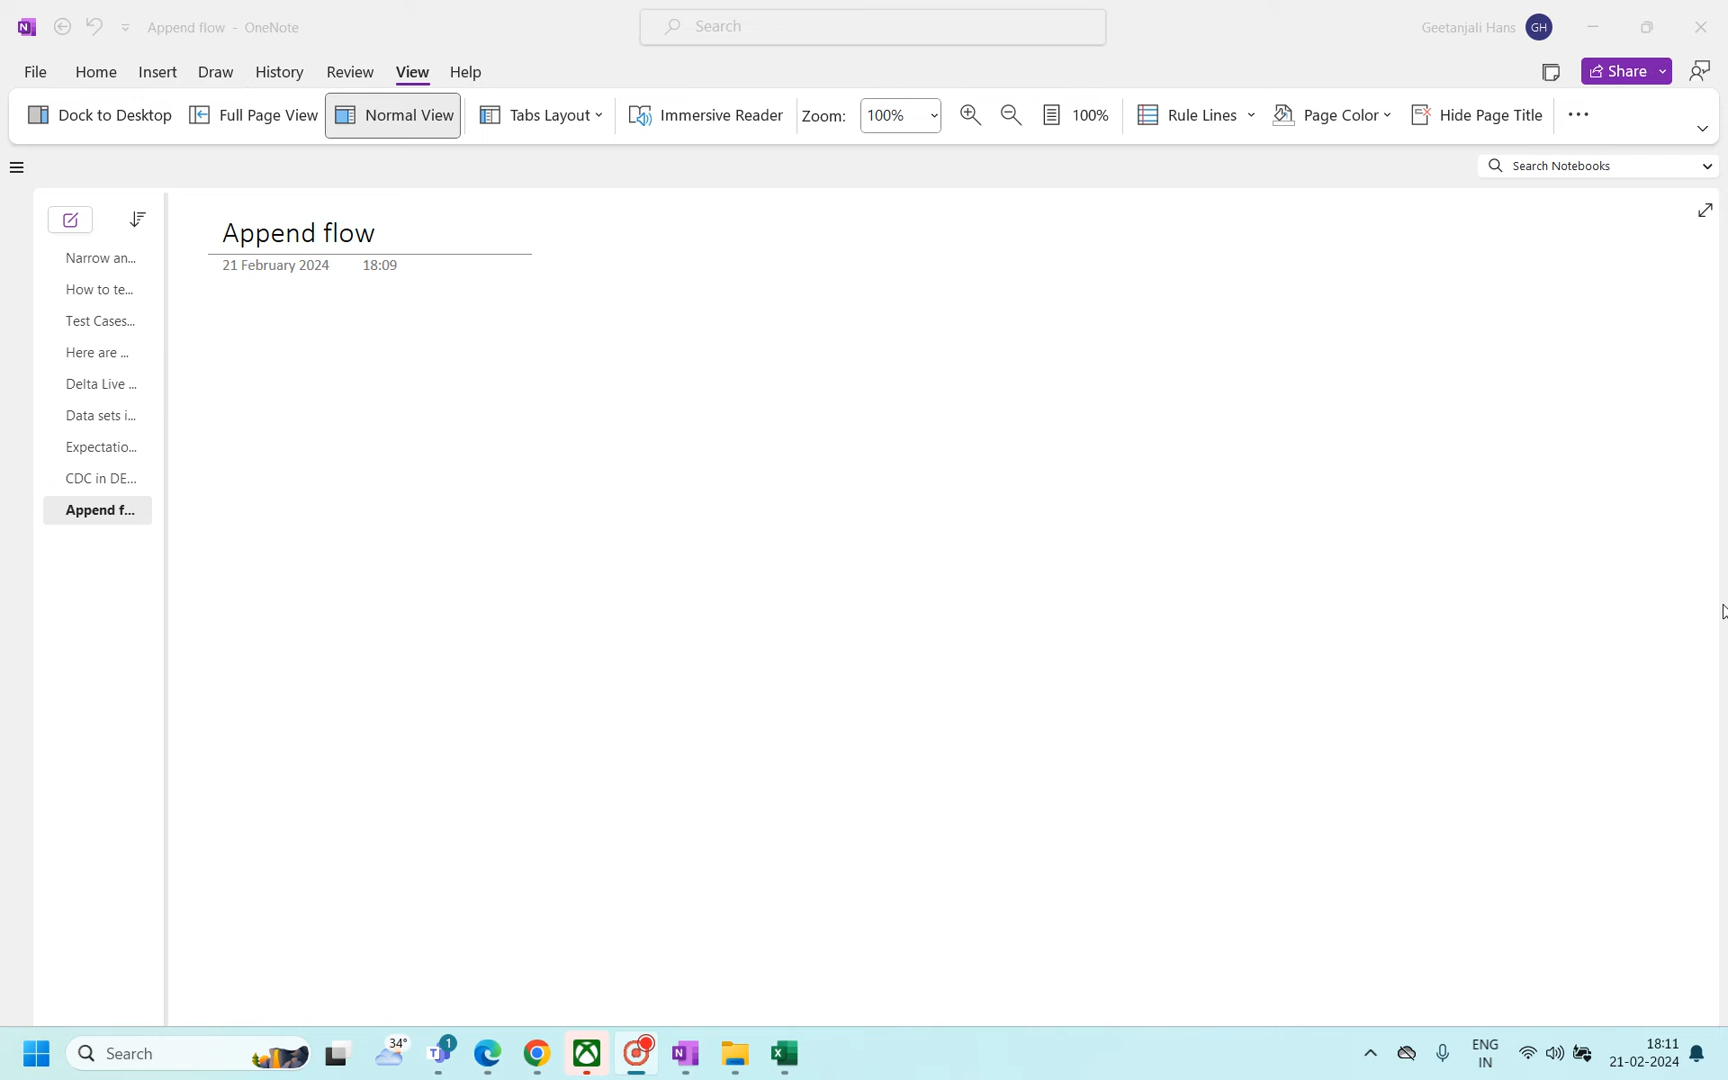 Append flow - OneNote
Search
Geetanjali Hans GH
File Home Insert Draw History Review View Help
Share
Dock to Desktop Full Page View Normal View Tabs Layout Immersive Reader Zoom: 100% 100% Rule Lines Page Color Hide Page Title
Search Notebooks
Append flow
21 February 2024 18:09
Narrow an...
How to te...
Test Cases...
Here are ...
Delta Live ...
Data sets i...
Expectatio...
CDC in DE...
Append f...
Search
34°
1
ENG
IN
18:11
21-02-2024